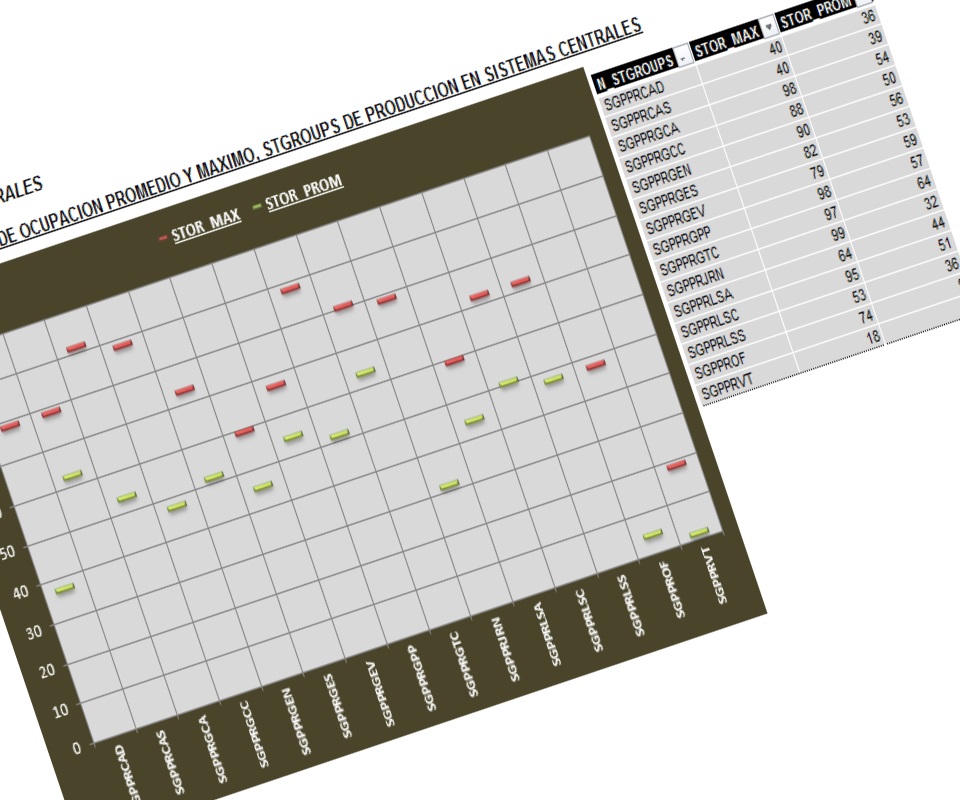 RALES
DE OCUPACION PROMEDIO Y MAXIMO, STGROUPS DE PRODUCCION EN SISTEMAS CENTRALES
STOR_MAX STOR_PROM
50
40
30
20
10
0
SGPPRCAS
SGPPRGCA
SGPPRGCC
SGPPRGEN
SGPPRGES
SGPPRGEV
SGPPRGPP
SGPPRGTC
SGPPRJRN
SGPPRLSA
SGPPRLSC
SGPPRLSS
SGPPROF
SGPPRVT
N_STGROUPS STOR_MAX STOR_PROM
SGPPRCAD 40 36
SGPPRCAS 40 39
SGPPRGCA 98 54
SGPPRGCC 88 50
SGPPRGEN 90 56
SGPPRGES 82 53
SGPPRGEV 79 59
SGPPRGPP 98 57
SGPPRGTC 97 64
SGPPRJRN 99 32
SGPPRLSA 64 44
SGPPRLSC 95 51
SGPPRLSS 53 36
SGPPROF 74
SGPPRVT 18